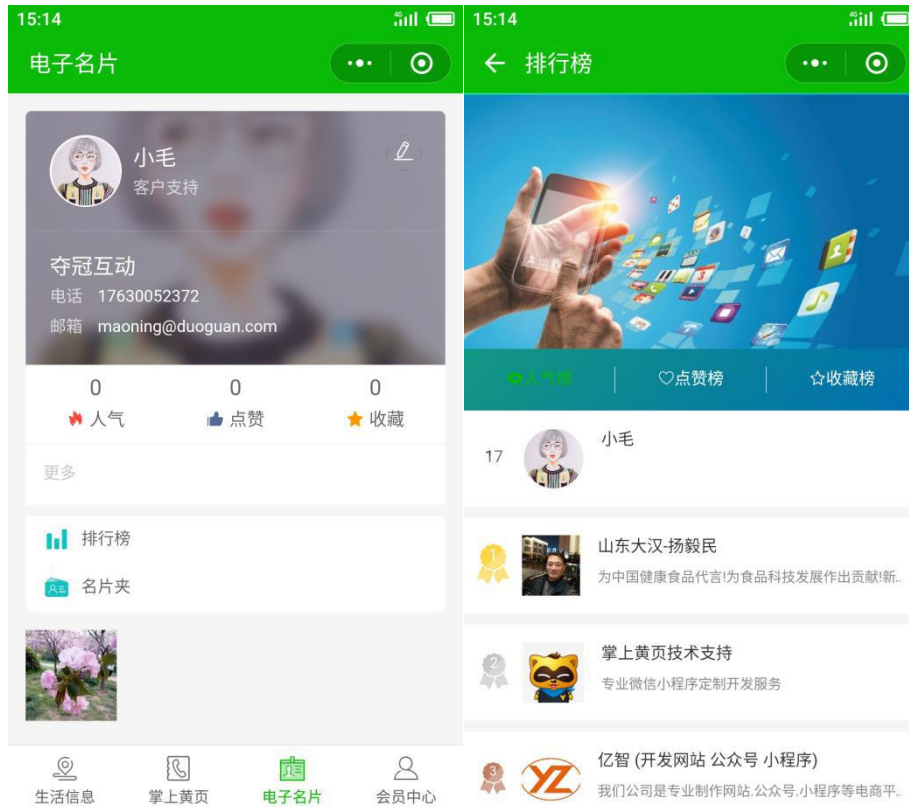 15:14
4G
电子名片
小毛
客户支持
夺冠互动
电话 17630052372
邮箱 maoning@duoguan.com
0 0 0
人气 点赞 收藏
更多
排行榜
名片夹
生活信息 掌上黄页 电子名片 会员中心
15:14
4G
排行榜
人气榜 点赞榜 收藏榜
17 小毛
1
山东大汉-扬毅民
为中国健康食品代言!为食品科技发展作出贡献!新..
2
掌上黄页技术支持
专业微信小程序定制开发服务
3
YZ
亿智 (开发网站 公众号 小程序)
我们公司是专业制作网站.公众号.小程序等电商平..